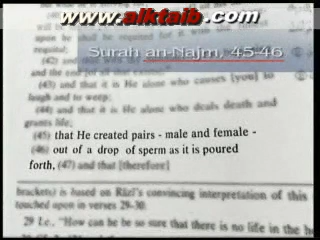 www.alktaib.com
Surah an-Najm, 45-46
(43) and that it is He alone who causes [you] to
laugh and to weep;
(44) and that it is He alone who deals death and
grants life;
(45) that He created pairs - male and female -
(46) out of a drop of sperm as it is poured
forth, (47) and that [therefore]
brackets) is based on Rāzī's convincing interpretation of this
touched upon in verses 29-30.
29 I.e., "How can he be so sure that there is no life in the